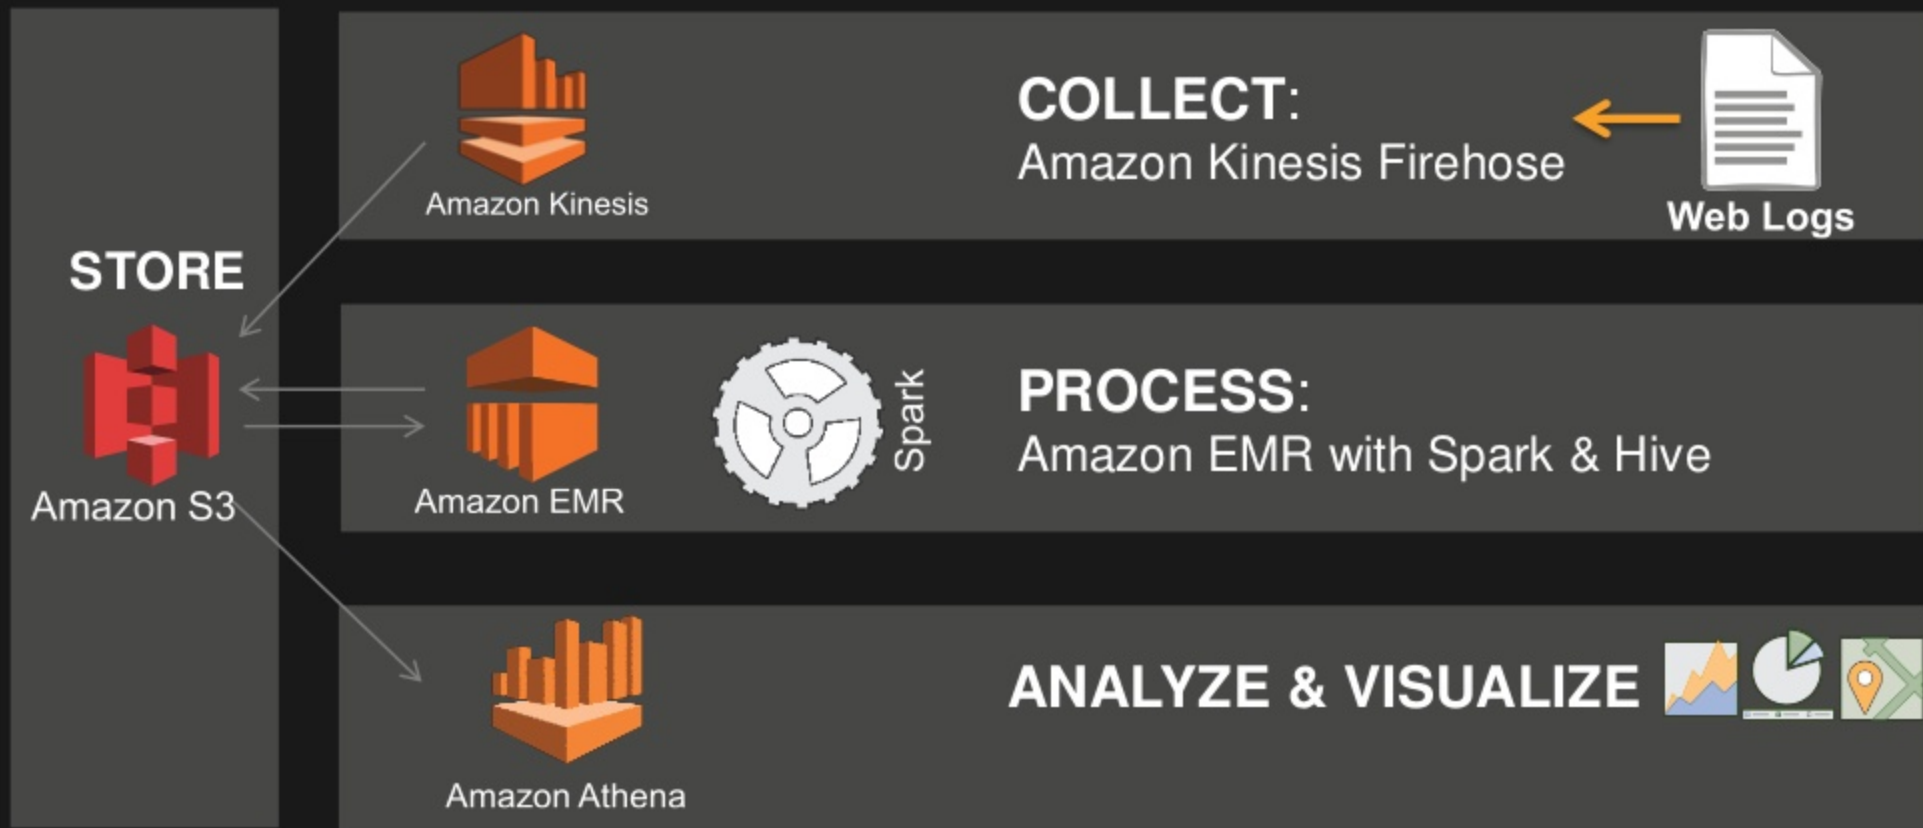 STORE
Amazon S3
Amazon Kinesis
COLLECT:
Amazon Kinesis Firehose
Web Logs
Amazon EMR
Spark
PROCESS:
Amazon EMR with Spark & Hive
Amazon Athena
ANALYZE & VISUALIZE